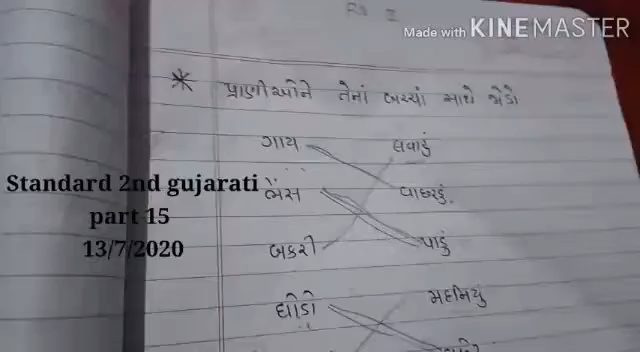 Made with KINEMASTER
* પ્રાણીઓને તેનાં બચ્ચાં સાથે જોડો
ગાય લવારું
ભેંસ વાછરડું.
બકરી પાડું
ઘોડો મદનિયું
Standard 2nd gujarati
part 15
13/7/2020